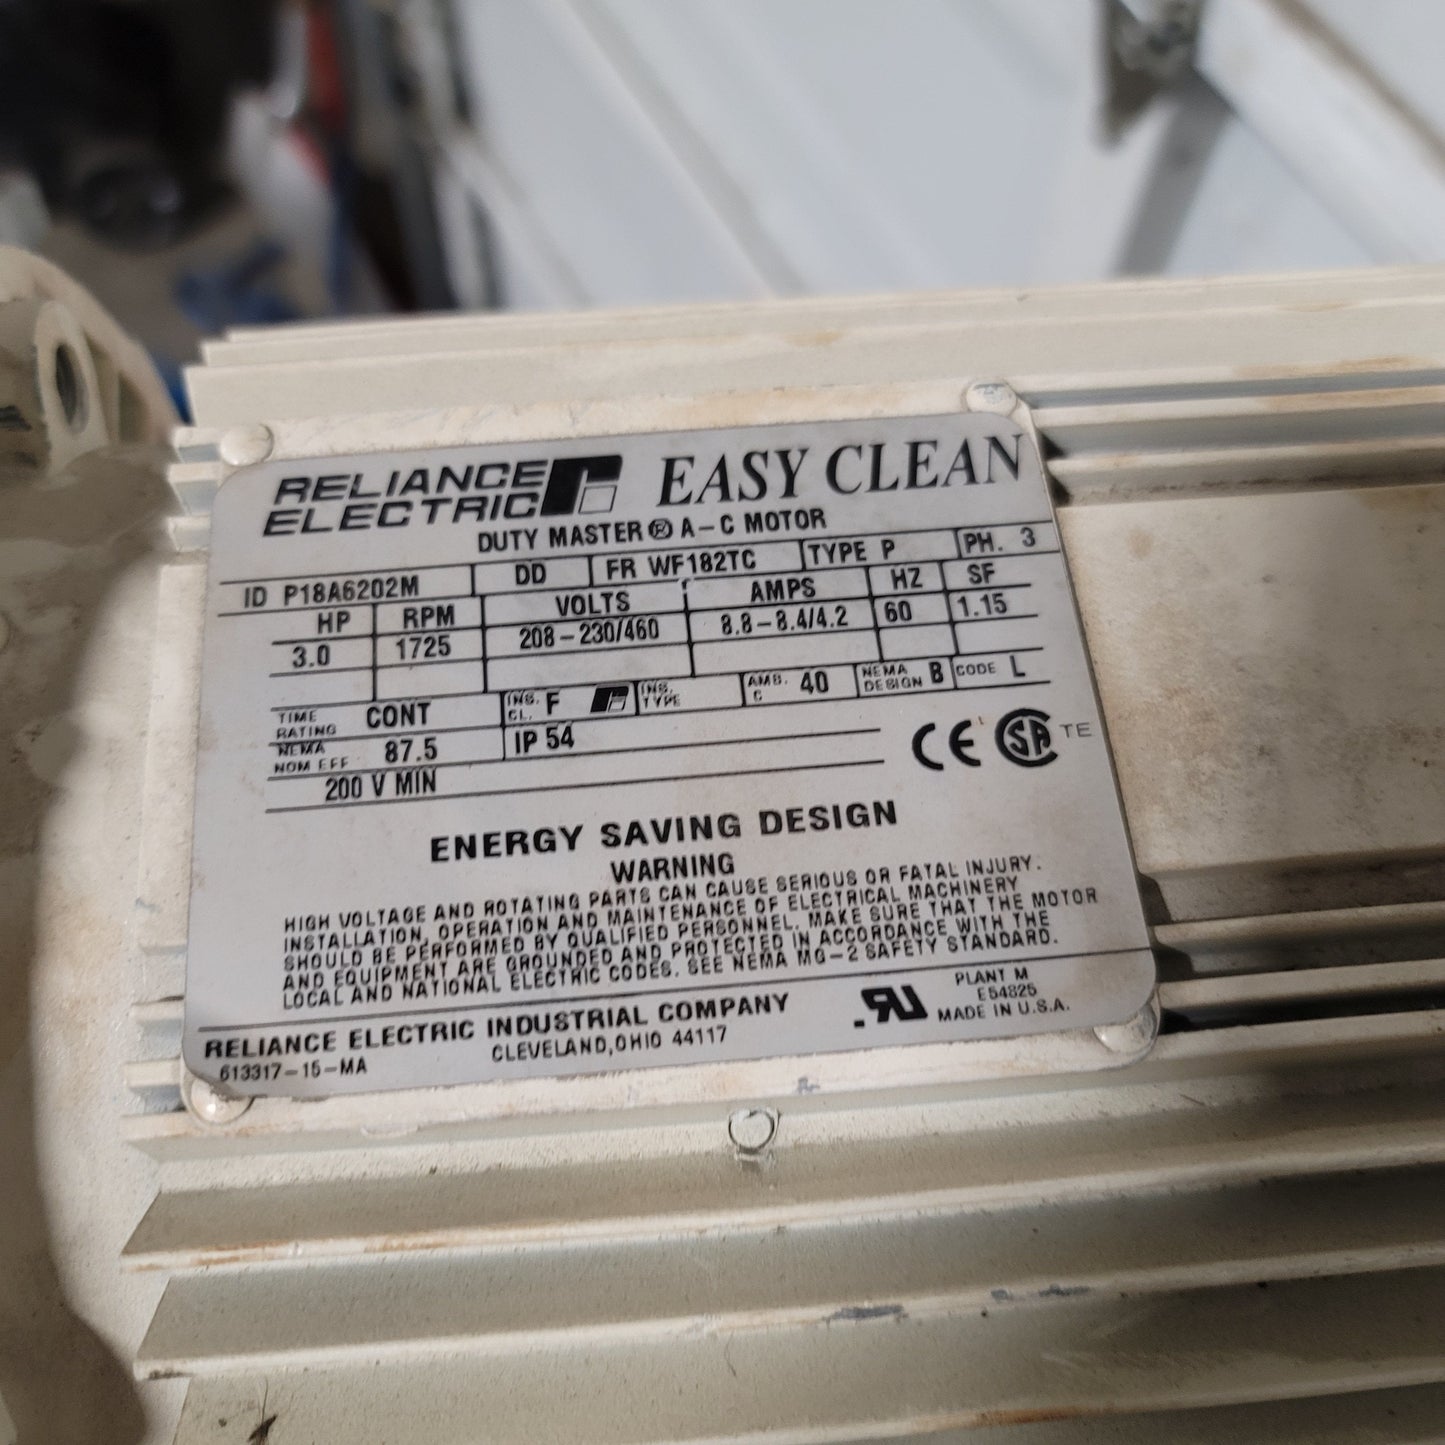 RELIANCE
ELECTRIC
EASY CLEAN
DUTY MASTER® A-C MOTOR
ID P18A6202M DD FR WF182TC TYPE P PH. 3
HP RPM VOLTS AMPS HZ SF
3.0 1725 208-230/460 8.8-8.4/4.2 60 1.15
TIME RATING CONT INS. CL. F INS. TYPE AMB. C 40 NEMA DESIGN B CODE L
NEMA NOM EFF 87.5 IP 54
200 V MIN
CE SA TE
ENERGY SAVING DESIGN
WARNING
HIGH VOLTAGE AND ROTATING PARTS CAN CAUSE SERIOUS OR FATAL INJURY.
INSTALLATION, OPERATION AND MAINTENANCE OF ELECTRICAL MACHINERY
SHOULD BE PERFORMED BY QUALIFIED PERSONNEL. MAKE SURE THAT THE MOTOR
AND EQUIPMENT ARE GROUNDED AND PROTECTED IN ACCORDANCE WITH THE
LOCAL AND NATIONAL ELECTRIC CODES. SEE NEMA MG-2 SAFETY STANDARD.
RELIANCE ELECTRIC INDUSTRIAL COMPANY
CLEVELAND, OHIO 44117
613317-15-MA
RU
PLANT M
E54825
MADE IN U.S.A.